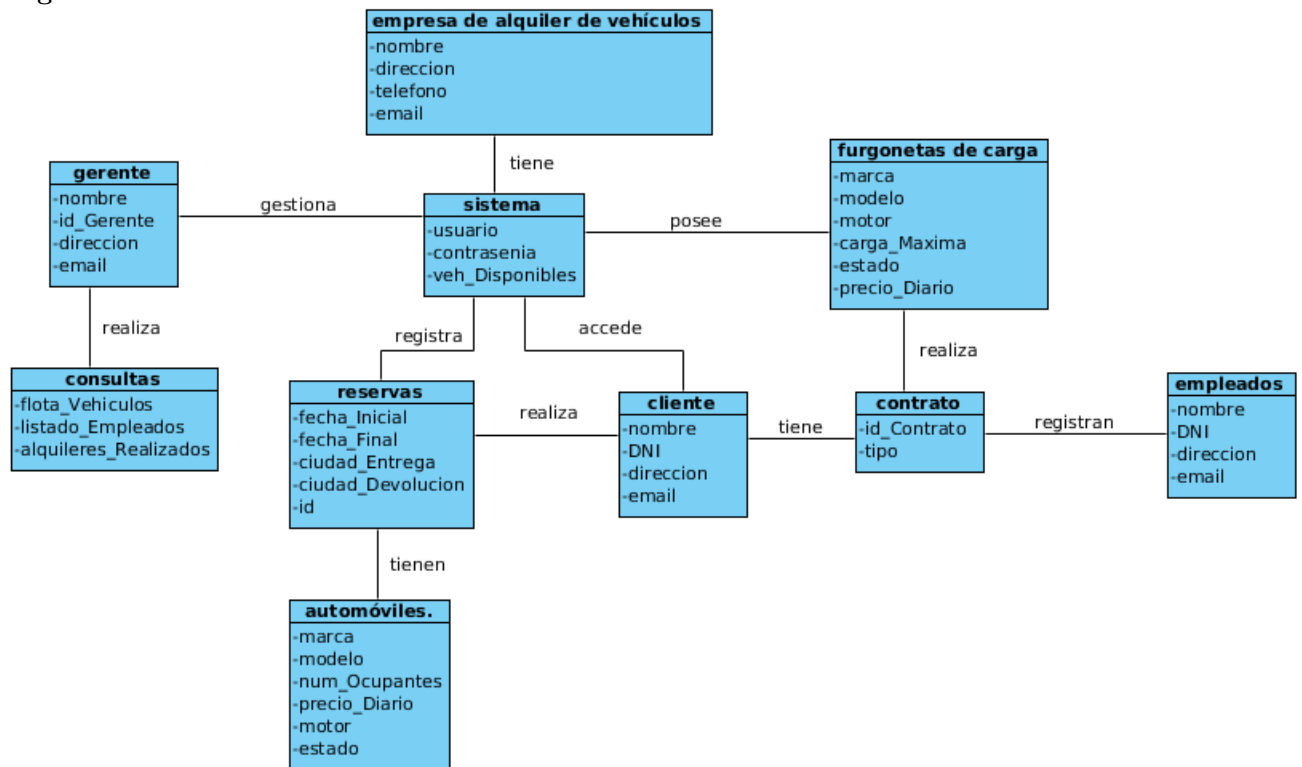 empresa de alquiler de vehículos
-nombre
-direccion
-telefono
-email
tiene
gerente
-nombre
-id_Gerente
-direccion
-email
gestiona
sistema
-usuario
-contrasenia
-veh_Disponibles
posee
furgonetas de carga
-marca
-modelo
-motor
-carga_Maxima
-estado
-precio_Diario
realiza
registra
accede
realiza
consultas
-flota_Vehiculos
-listado_Empleados
-alquileres_Realizados
reservas
-fecha_Inicial
-fecha_Final
-ciudad_Entrega
-ciudad_Devolucion
-id
realiza
cliente
-nombre
-DNI
-direccion
-email
tiene
contrato
-id_Contrato
-tipo
registran
empleados
-nombre
-DNI
-direccion
-email
tienen
automóviles.
-marca
-modelo
-num_Ocupantes
-precio_Diario
-motor
-estado